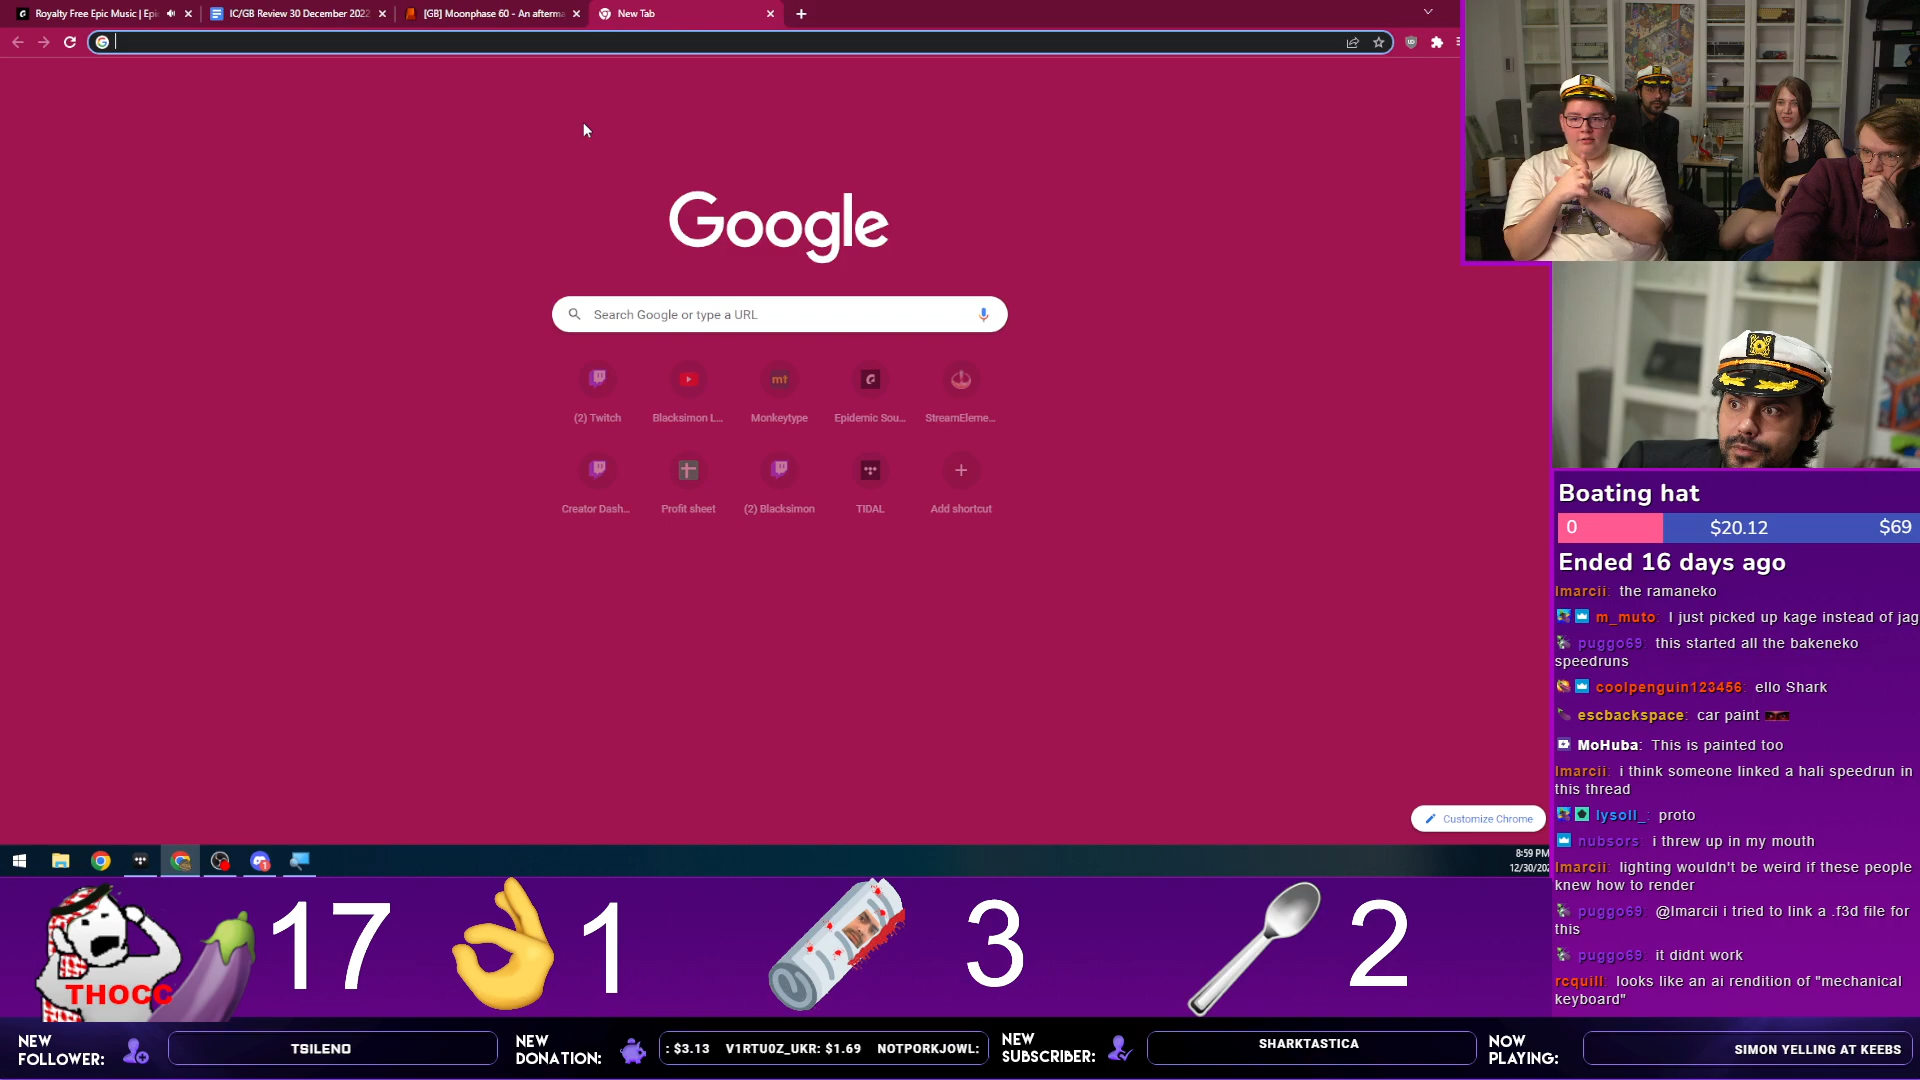 Royalty Free Epic Music | Epi
IC/GB Review 30 December 2022
[GB] Moonphase 60 - An afterma
New Tab
Google
Search Google or type a URL
(2) Twitch
Blacksimon L...
mt
Monkeytype
Epidemic Sou...
StreamEleme...
Creator Dash...
Profit sheet
(2) Blacksimon
TIDAL
Add shortcut
Customize Chrome
8:59 PM
12/30/202
Boating hat
0 $20.12 $69
Ended 16 days ago
lmarcii: the ramaneko
m_muto: I just picked up kage instead of jag
puggo69: this started all the bakeneko
speedruns
coolpenguin123456: ello Shark
escbackspace: car paint
MoHuba: This is painted too
lmarcii: i think someone linked a hali speedrun in
this thread
lysoll_: proto
nubsors: i threw up in my mouth
lmarcii: lighting wouldn't be weird if these people
knew how to render
puggo69: @lmarcii i tried to link a .f3d file for
this
puggo69: it didnt work
rcquill: looks like an ai rendition of "mechanical
keyboard"
THOCC
17
1
3
2
NEW
FOLLOWER:
TSILENO
NEW
DONATION:
: $3.13 V1RTU0Z_UKR: $1.69 NOTPORKJOWL:
NEW
SUBSCRIBER:
SHARKTASTICA
NOW
PLAYING:
SIMON YELLING AT KEEBS